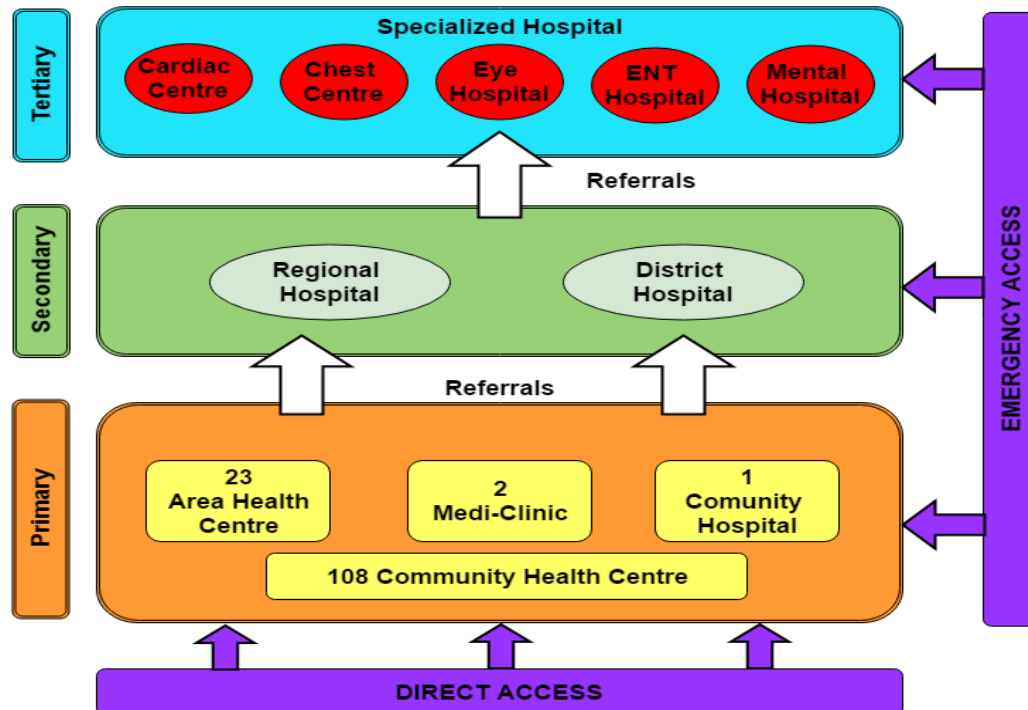 Tertiary
Specialized Hospital
Cardiac
Centre
Chest
Centre
Eye
Hospital
ENT
Hospital
Mental
Hospital
Referrals
Secondary
Regional
Hospital
District
Hospital
Referrals
Primary
23
Area Health
Centre
2
Medi-Clinic
1
Comunity
Hospital
108 Community Health Centre
DIRECT ACCESS
EMERGENCY ACCESS